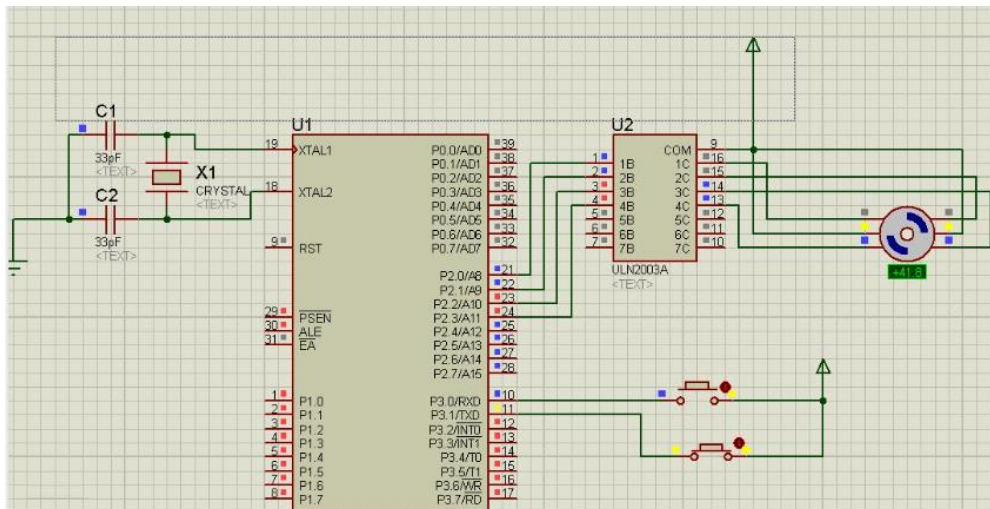 C1
33pF
<TEXT>
X1
CRYSTAL
<TEXT>
C2
33pF
<TEXT>
U1
19 XTAL1
18 XTAL2
9 RST
29 PSEN
30 ALE
31 EA
1 P1.0
2 P1.1
3 P1.2
4 P1.3
5 P1.4
6 P1.5
7 P1.6
8 P1.7
P0.0/AD0 39
P0.1/AD1 38
P0.2/AD2 37
P0.3/AD3 36
P0.4/AD4 35
P0.5/AD5 34
P0.6/AD6 33
P0.7/AD7 32
P2.0/A8 21
P2.1/A9 22
P2.2/A10 23
P2.3/A11 24
P2.4/A12 25
P2.5/A13 26
P2.6/A14 27
P2.7/A15 28
P3.0/RXD 10
P3.1/TXD 11
P3.2/INT0 12
P3.3/INT1 13
P3.4/T0 14
P3.5/T1 15
P3.6/WR 16
P3.7/RD 17
U2
COM 9
1 1B 1C 16
2 2B 2C 15
3 3B 3C 14
4 4B 4C 13
5 5B 5C 12
6 6B 6C 11
7 7B 7C 10
ULN2003A
<TEXT>
+41.8